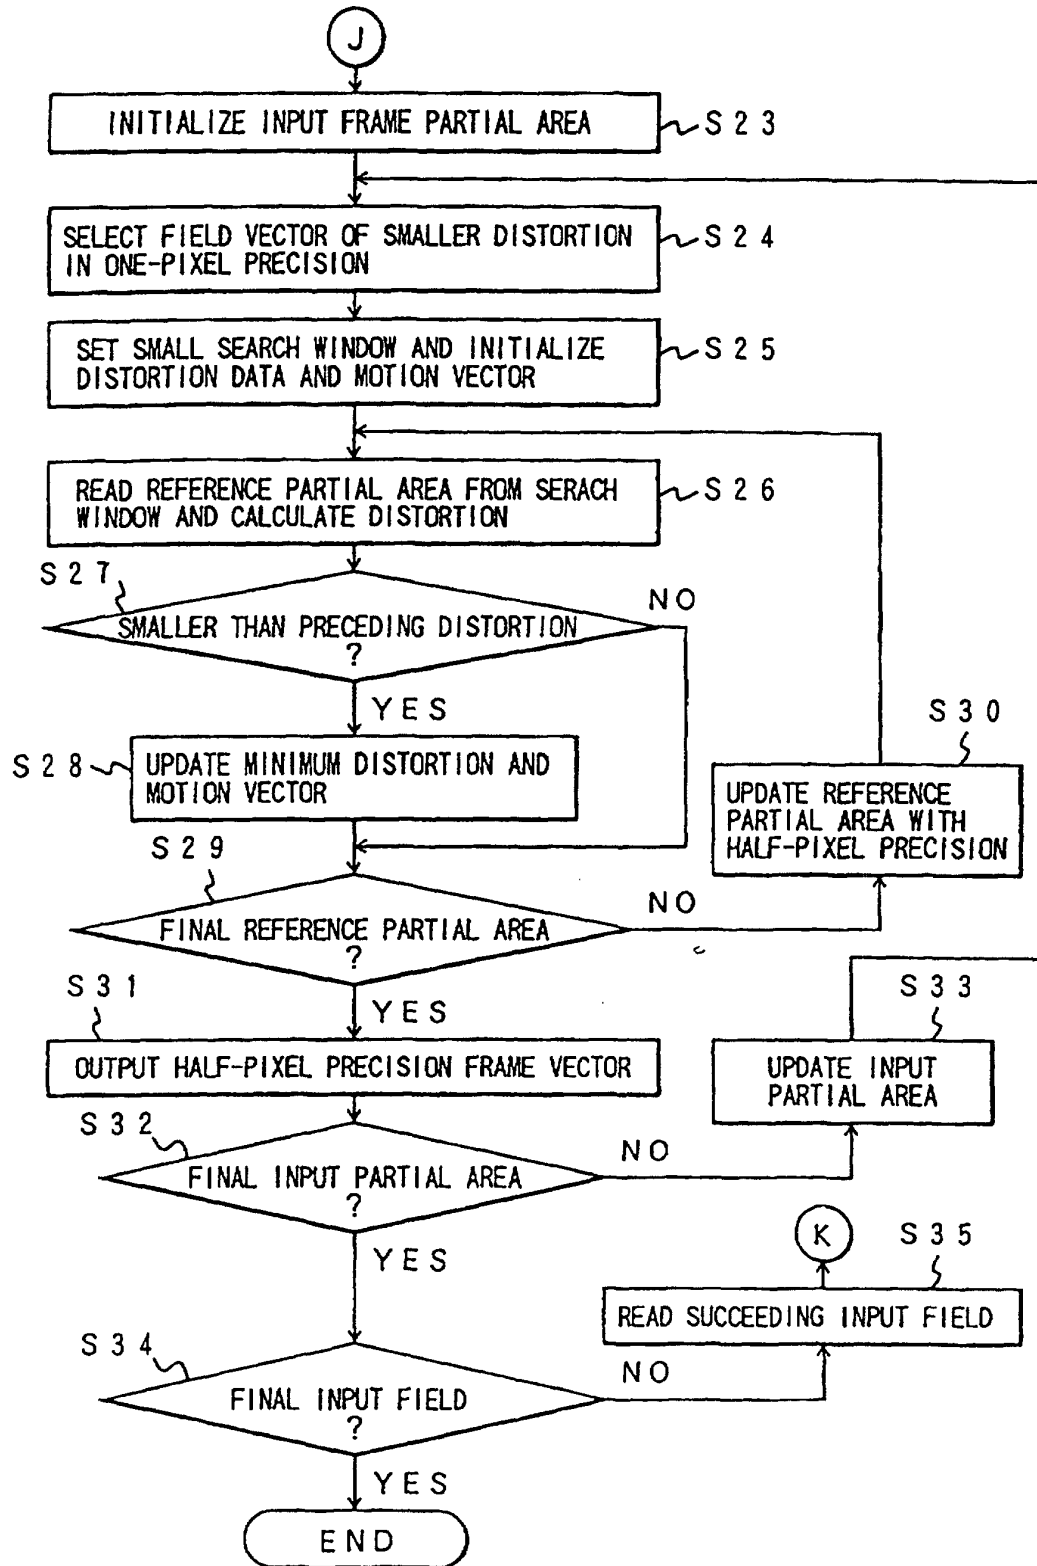 J
INITIALIZE INPUT FRAME PARTIAL AREA
S23
SELECT FIELD VECTOR OF SMALLER DISTORTION
IN ONE-PIXEL PRECISION
S24
SET SMALL SEARCH WINDOW AND INITIALIZE
DISTORTION DATA AND MOTION VECTOR
S25
READ REFERENCE PARTIAL AREA FROM SERACH
WINDOW AND CALCULATE DISTORTION
S26
S27
SMALLER THAN PRECEDING DISTORTION
?
NO
YES
S28
UPDATE MINIMUM DISTORTION AND
MOTION VECTOR
S30
UPDATE REFERENCE
PARTIAL AREA WITH
HALF-PIXEL PRECISION
S29
FINAL REFERENCE PARTIAL AREA
?
NO
YES
S31
OUTPUT HALF-PIXEL PRECISION FRAME VECTOR
S33
UPDATE INPUT
PARTIAL AREA
S32
FINAL INPUT PARTIAL AREA
?
NO
YES
K
S35
READ SUCCEEDING INPUT FIELD
S34
FINAL INPUT FIELD
?
NO
YES
END